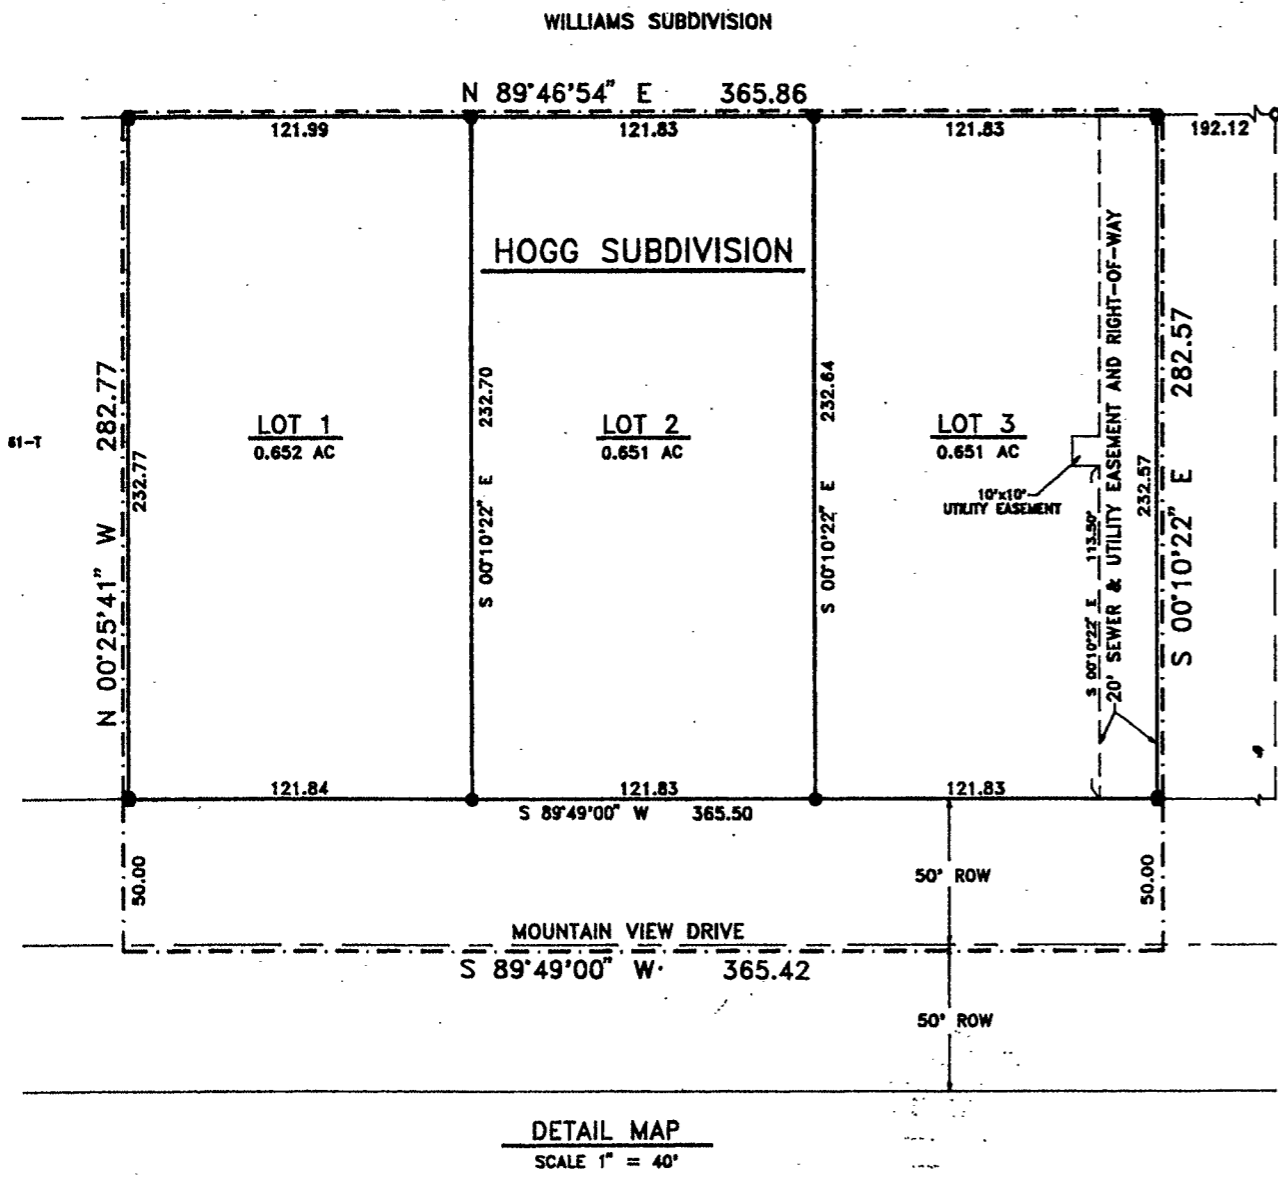 WILLIAMS SUBDIVISION
N 89°46'54" E 365.86
121.99
121.83
121.83
192.12
HOGG SUBDIVISION
LOT 1
0.652 AC
LOT 2
0.651 AC
LOT 3
0.651 AC
61-T
N 00°25'41" W 282.77
232.77
S 00°10'22" E 232.70
S 00°10'22" E 232.64
10'x10'
UTILITY EASEMENT
S 00°10'22" E 113.50'
20' SEWER & UTILITY EASEMENT AND RIGHT-OF-WAY
232.57
S 00°10'22" E 282.57
121.84
121.83
121.83
S 89°49'00" W 365.50
50.00
50' ROW
50.00
MOUNTAIN VIEW DRIVE
S 89°49'00" W 365.42
50' ROW
DETAIL MAP
SCALE 1" = 40'